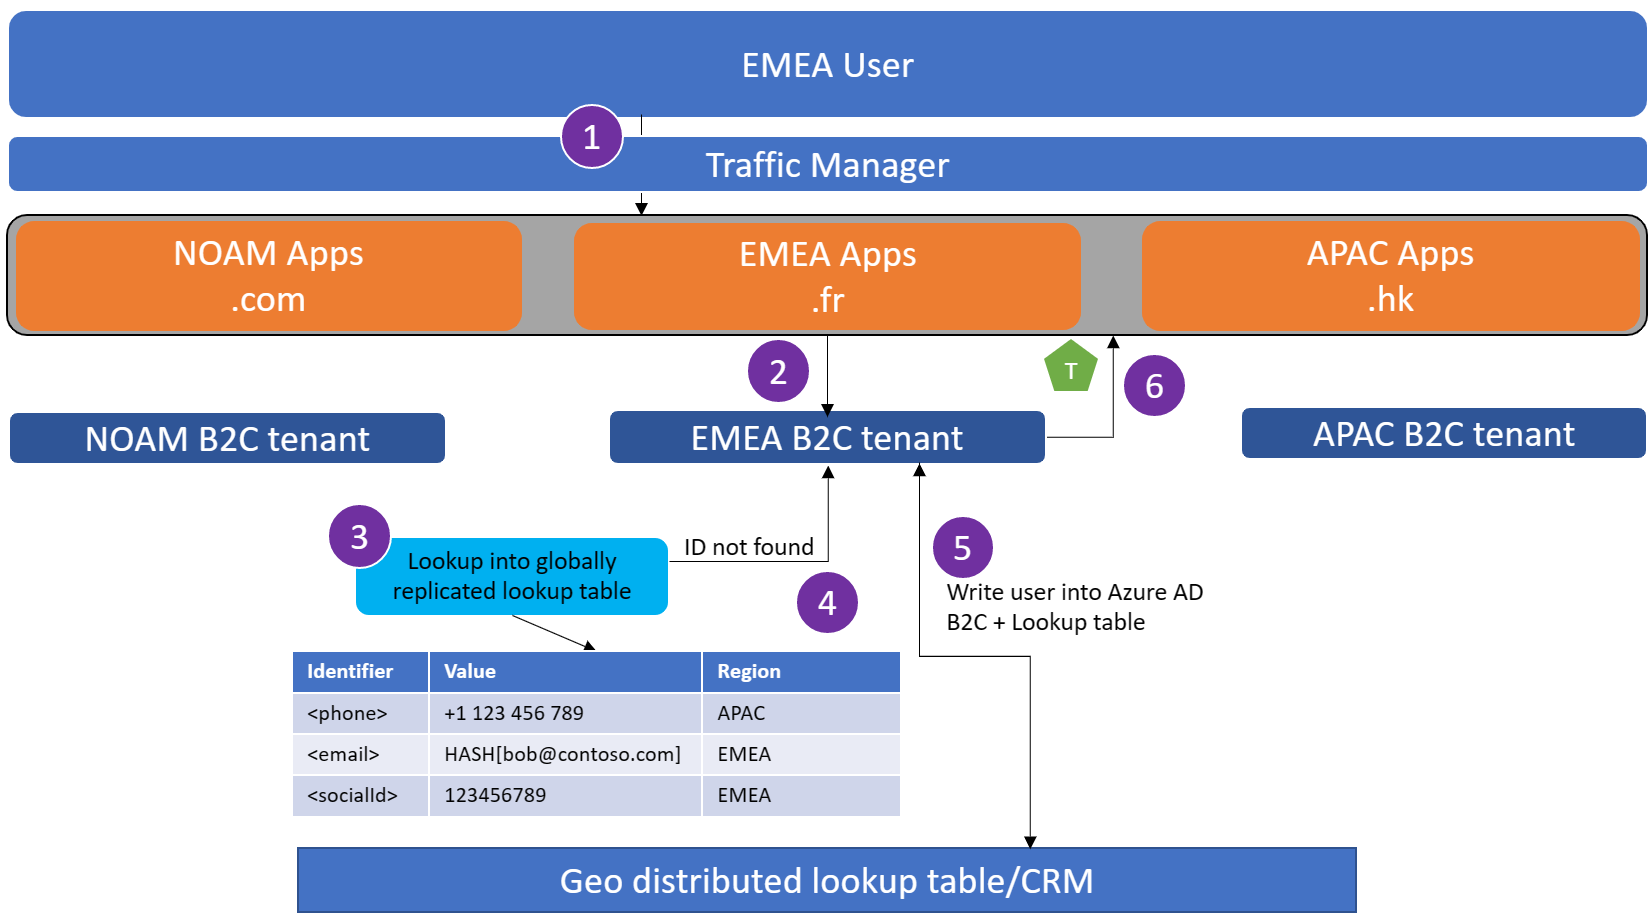 EMEA User
1
Traffic Manager
NOAM Apps
.com
EMEA Apps
.fr
APAC Apps
.hk
2
T
6
NOAM B2C tenant
EMEA B2C tenant
APAC B2C tenant
3
Lookup into globally
replicated lookup table
ID not found
4
5
Write user into Azure AD
B2C + Lookup table
Identifier Value Region
<phone> +1 123 456 789 APAC
<email> HASH[bob@contoso.com] EMEA
<socialId> 123456789 EMEA
Geo distributed lookup table/CRM